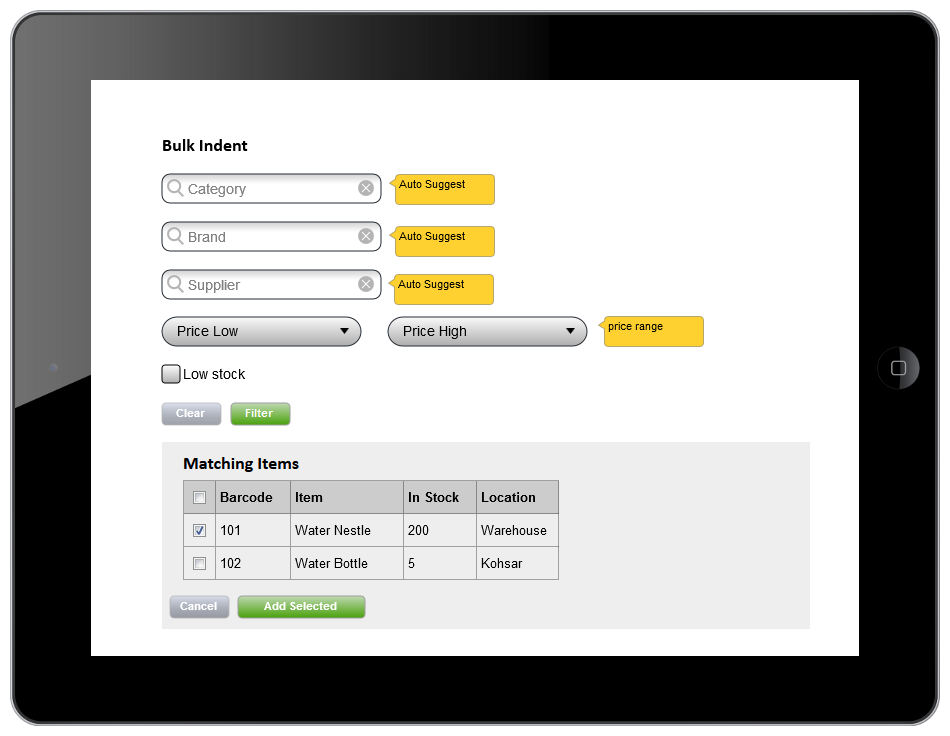 Bulk Indent
Category
Auto Suggest
Brand
Auto Suggest
Supplier
Auto Suggest
Price Low
Price High
price range
Low stock
Clear
Filter
Matching Items
Barcode Item In Stock Location
101 Water Nestle 200 Warehouse
102 Water Bottle 5 Kohsar
Cancel
Add Selected